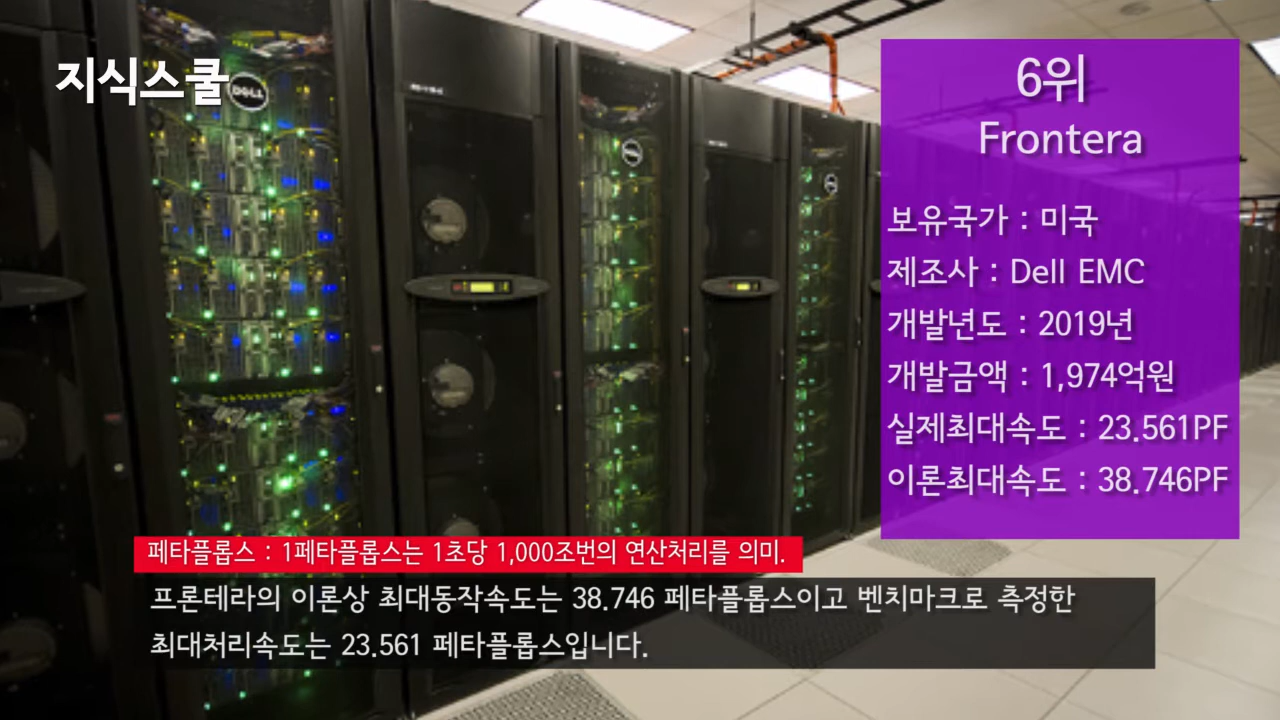 지식스쿨
DELL
6위
Frontera
보유국가 : 미국
제조사 : Dell EMC
개발년도 : 2019년
개발금액 : 1,974억원
실제최대속도 : 23.561PF
이론최대속도 : 38.746PF
페타플롭스 : 1페타플롭스는 1초당 1,000조번의 연산처리를 의미.
프론테라의 이론상 최대동작속도는 38.746 페타플롭스이고 벤치마크로 측정한
최대처리속도는 23.561 페타플롭스입니다.